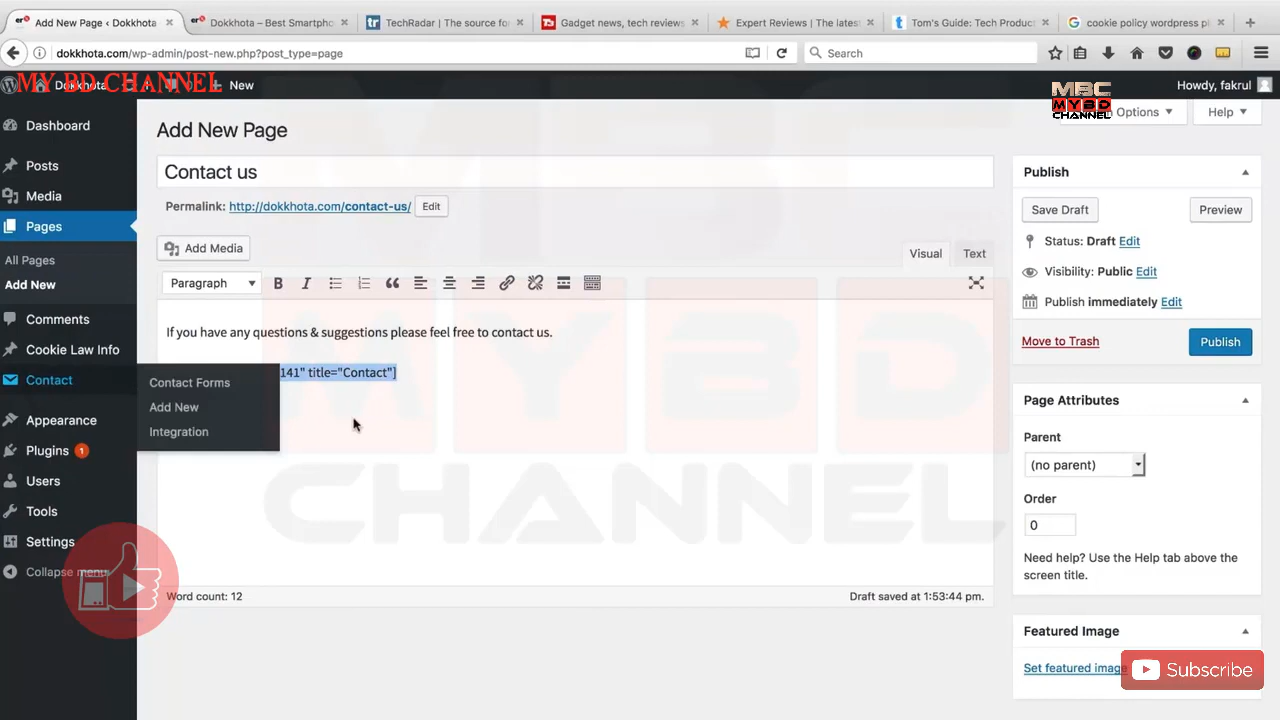 Add New Page ‹ Dokkhota
Dokkhota – Best Smartpho
TechRadar | The source fo
Gadget news, tech reviews
Expert Reviews | The lates
Tom's Guide: Tech Produc
cookie policy wordpress pl
dokkhota.com/wp-admin/post-new.php?post_type=page
Search
MY BD CHANNEL
Dokkhota
New
Howdy, fakrul
MBC
MYBD
CHANNEL
Options
Help
Dashboard
Posts
Media
Pages
All Pages
Add New
Comments
Cookie Law Info
Contact
Contact Forms
Add New
Integration
Appearance
Plugins 1
Users
Tools
Settings
Collapse menu
Add New Page
Contact us
Permalink: http://dokkhota.com/contact-us/ Edit
Add Media
Visual Text
Paragraph
If you have any questions & suggestions please feel free to contact us.
141" title="Contact"]
MYBD
CHANNEL
Word count: 12
Draft saved at 1:53:44 pm.
Publish
Save Draft
Preview
Status: Draft Edit
Visibility: Public Edit
Publish immediately Edit
Move to Trash
Publish
Page Attributes
Parent
(no parent)
Order
0
Need help? Use the Help tab above the
screen title.
Featured Image
Set featured image
Subscribe